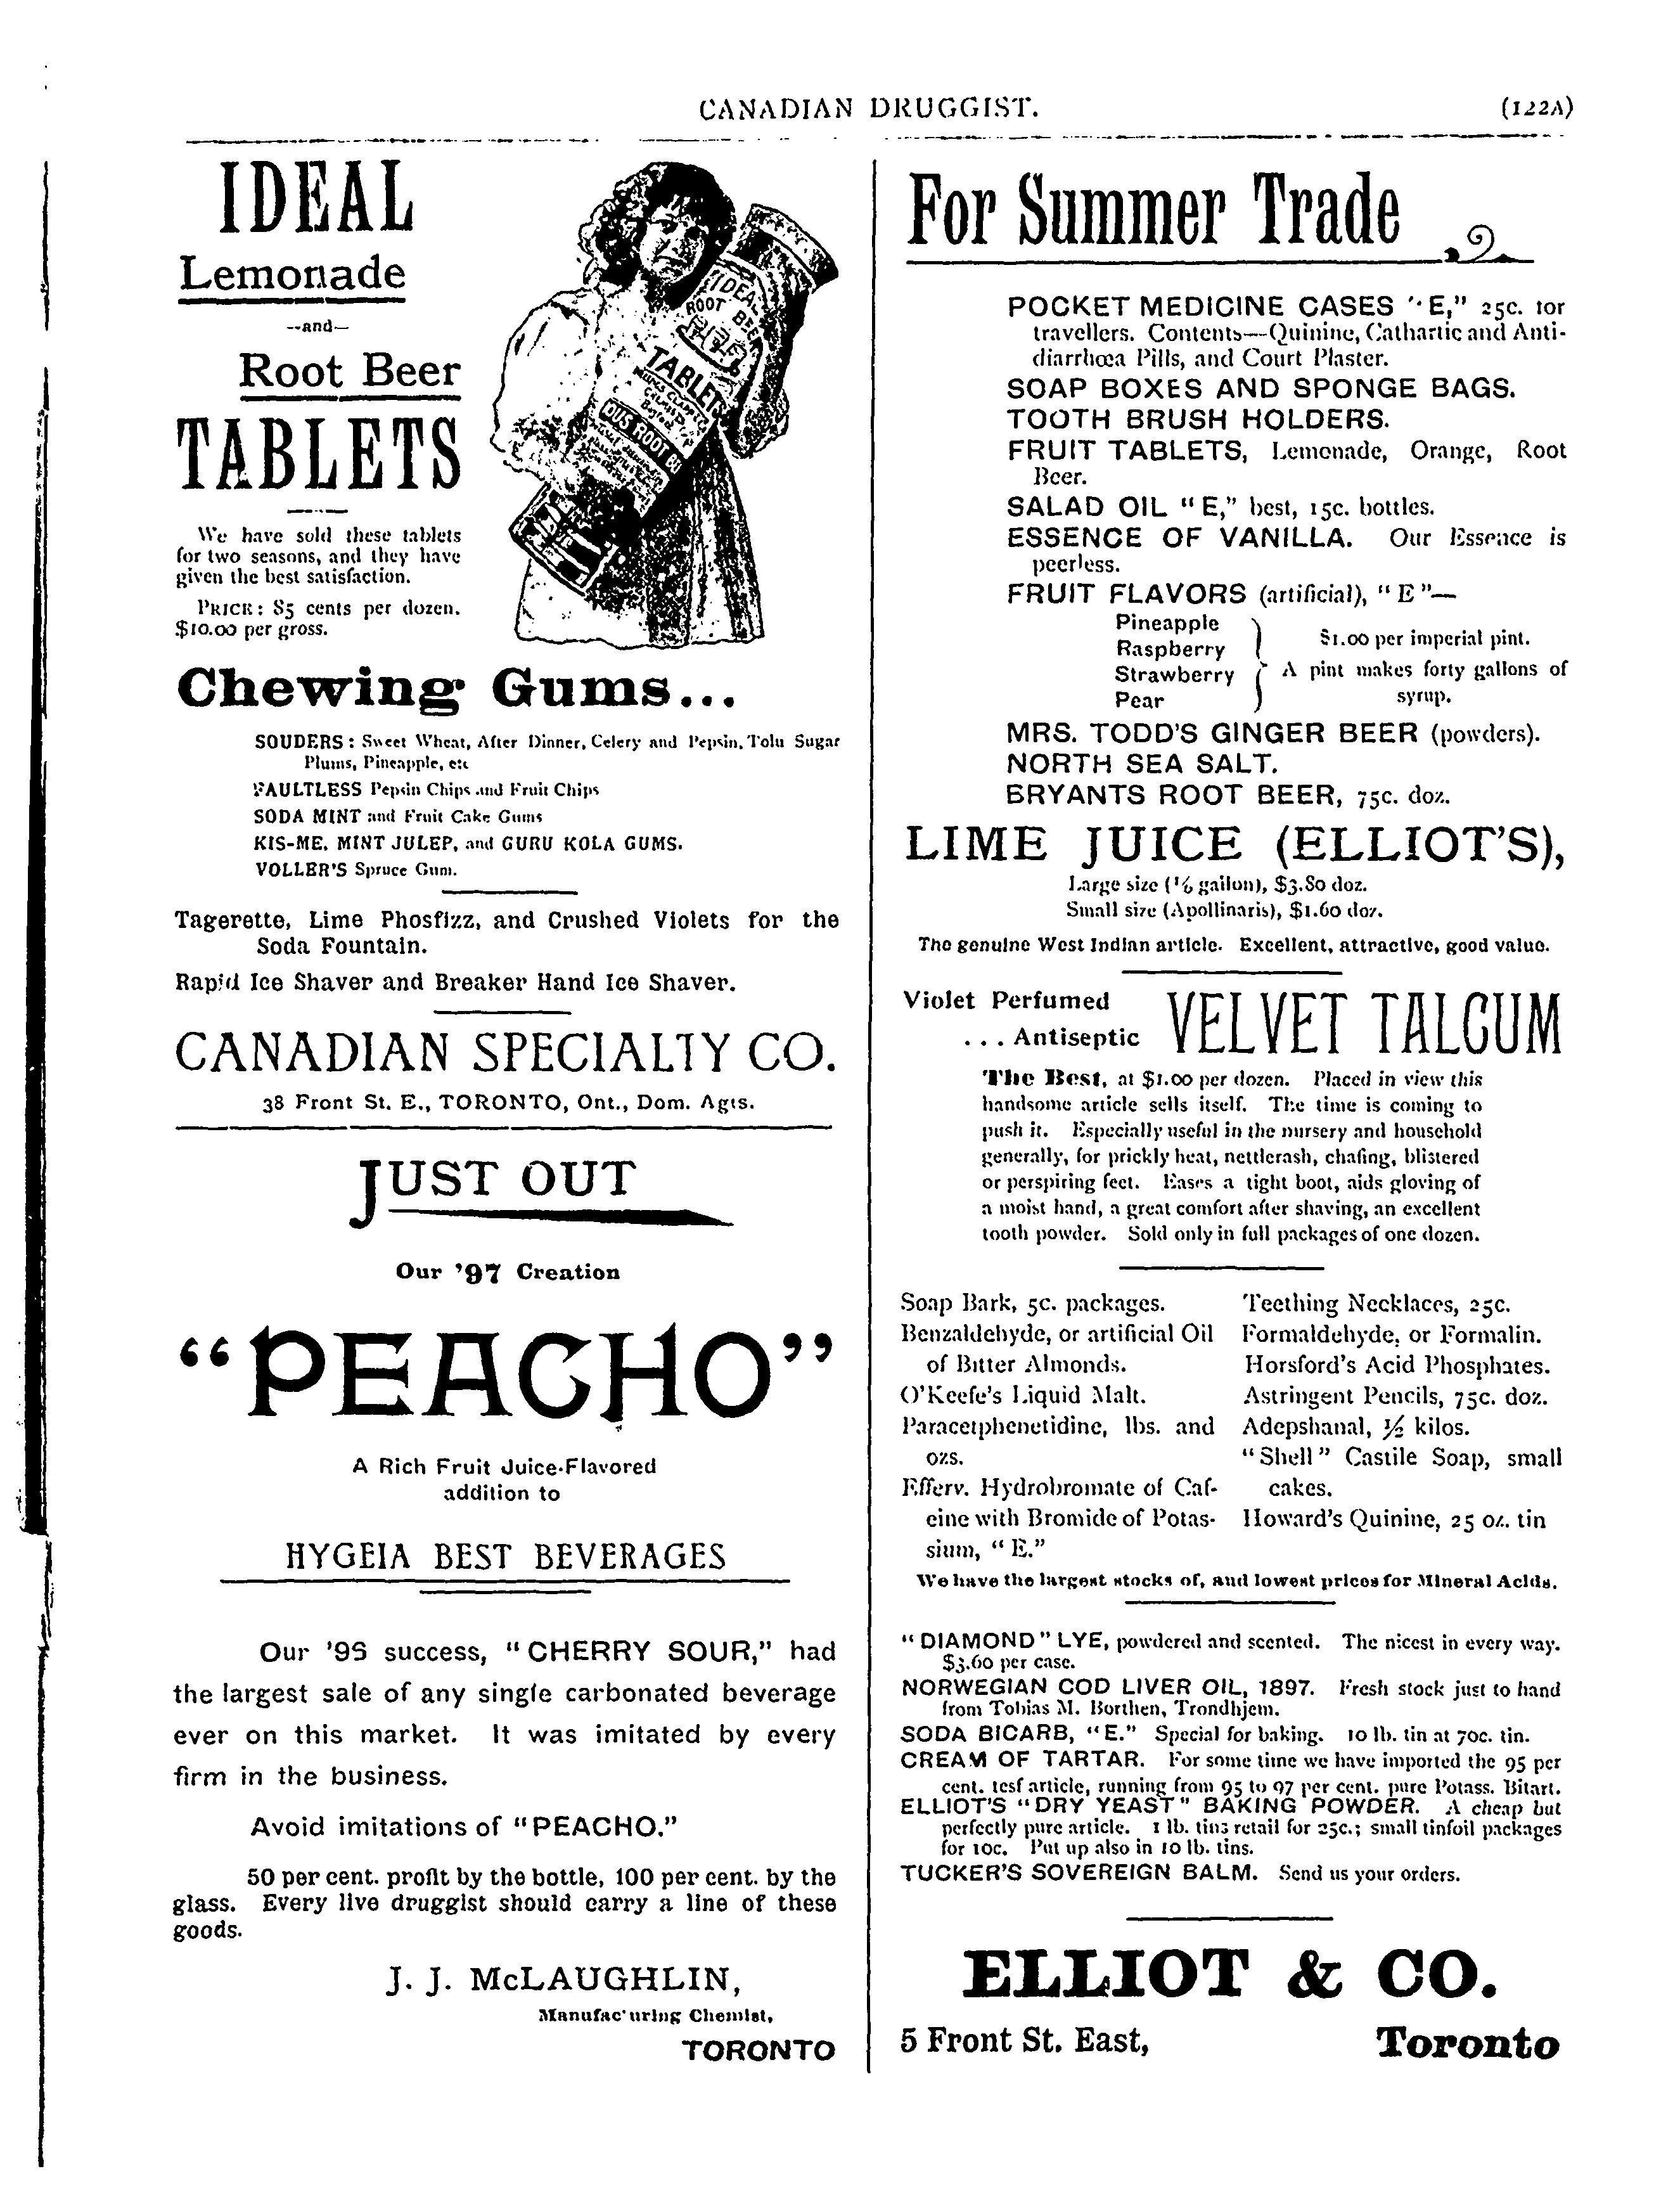 CANADIAN DRUGGIST.
(122A)
IDEAL
Lemonade
--and—
Root Beer
TABLETS
We have sold these tablets
for two seasons, and they have
given the best satisfaction.
PRICE: 85 cents per dozen.
$10.00 per gross.
IDEAL
ROOT BEER
TABLET
OUS ROOT CO
Chewing Gums...
SOUDERS: Sweet Wheat, After Dinner, Celery and Pepsin, Tolu Sugar
Plums, Pineapple, etc
FAULTLESS Pepsin Chips and Fruit Chips
SODA MINT and Fruit Cake Gums
KIS-ME, MINT JULEP, and GURU KOLA GUMS.
VOLLER'S Spruce Gum.
Tagerette, Lime Phosfizz, and Crushed Violets for the
Soda Fountain.
Rapid Ice Shaver and Breaker Hand Ice Shaver.
CANADIAN SPECIALTY CO.
38 Front St. E., TORONTO, Ont., Dom. Agts.
JUST OUT
Our '97 Creation
“PEACHO”
A Rich Fruit Juice-Flavored
addition to
HYGEIA BEST BEVERAGES
Our '96 success, “CHERRY SOUR,” had
the largest sale of any single carbonated beverage
ever on this market. It was imitated by every
firm in the business.
Avoid imitations of “PEACHO.”
50 per cent. profit by the bottle, 100 per cent. by the
glass. Every live druggist should carry a line of these
goods.
J. J. McLAUGHLIN,
Manufacturing Chemist,
TORONTO
For Summer Trade
POCKET MEDICINE CASES “E,” 25c. for
travellers. Contents—Quinine, Cathartic and Anti-
diarrhœa Pills, and Court Plaster.
SOAP BOXES AND SPONGE BAGS.
TOOTH BRUSH HOLDERS.
FRUIT TABLETS, Lemonade, Orange, Root
Beer.
SALAD OIL “E,” best, 15c. bottles.
ESSENCE OF VANILLA. Our Essence is
peerless.
FRUIT FLAVORS (artificial), “E”—
Pineapple
Raspberry
Strawberry
Pear
$1.00 per imperial pint.
A pint makes forty gallons of
syrup.
MRS. TODD'S GINGER BEER (powders).
NORTH SEA SALT.
BRYANTS ROOT BEER, 75c. doz.
LIME JUICE (ELLIOT'S),
Large size (1/6 gallon), $3.80 doz.
Small size (Apollinaris), $1.60 doz.
The genuine West Indian article. Excellent, attractive, good value.
Violet Perfumed
... Antiseptic
VELVET TALCUM
The Best, at $1.00 per dozen. Placed in view this
handsome article sells itself. The time is coming to
push it. Especially useful in the nursery and household
generally, for prickly heat, nettlerash, chafing, blistered
or perspiring feet. Eases a tight boot, aids gloving of
a moist hand, a great comfort after shaving, an excellent
tooth powder. Sold only in full packages of one dozen.
Soap Bark, 5c. packages.
Benzaldehyde, or artificial Oil
of Bitter Almonds.
O'Keefe's Liquid Malt.
Paracetphenetidine, lbs. and
ozs.
Efferv. Hydrobromate of Caf-
eine with Bromide of Potas-
sium, “E.”
Teething Necklaces, 25c.
Formaldehyde, or Formalin.
Horsford's Acid Phosphates.
Astringent Pencils, 75c. doz.
Adepshanal, ½ kilos.
“Shell” Castile Soap, small
cakes.
Howard's Quinine, 25 oz. tin
We have the largest stocks of, and lowest prices for Mineral Acids.
“DIAMOND” LYE, powdered and scented. The nicest in every way.
$3.60 per case.
NORWEGIAN COD LIVER OIL, 1897. Fresh stock just to hand
from Tobias M. Borthen, Trondhjem.
SODA BICARB, “E.” Special for baking. 10 lb. tin at 70c. tin.
CREAM OF TARTAR. For some time we have imported the 95 per
cent. test article, running from 95 to 97 per cent. pure Potass. Bitart.
ELLIOT'S “DRY YEAST” BAKING POWDER. A cheap but
perfectly pure article. 1 lb. tins retail for 25c.; small tinfoil packages
for 10c. Put up also in 10 lb. tins.
TUCKER'S SOVEREIGN BALM. Send us your orders.
ELLIOT & CO.
5 Front St. East,
Toronto